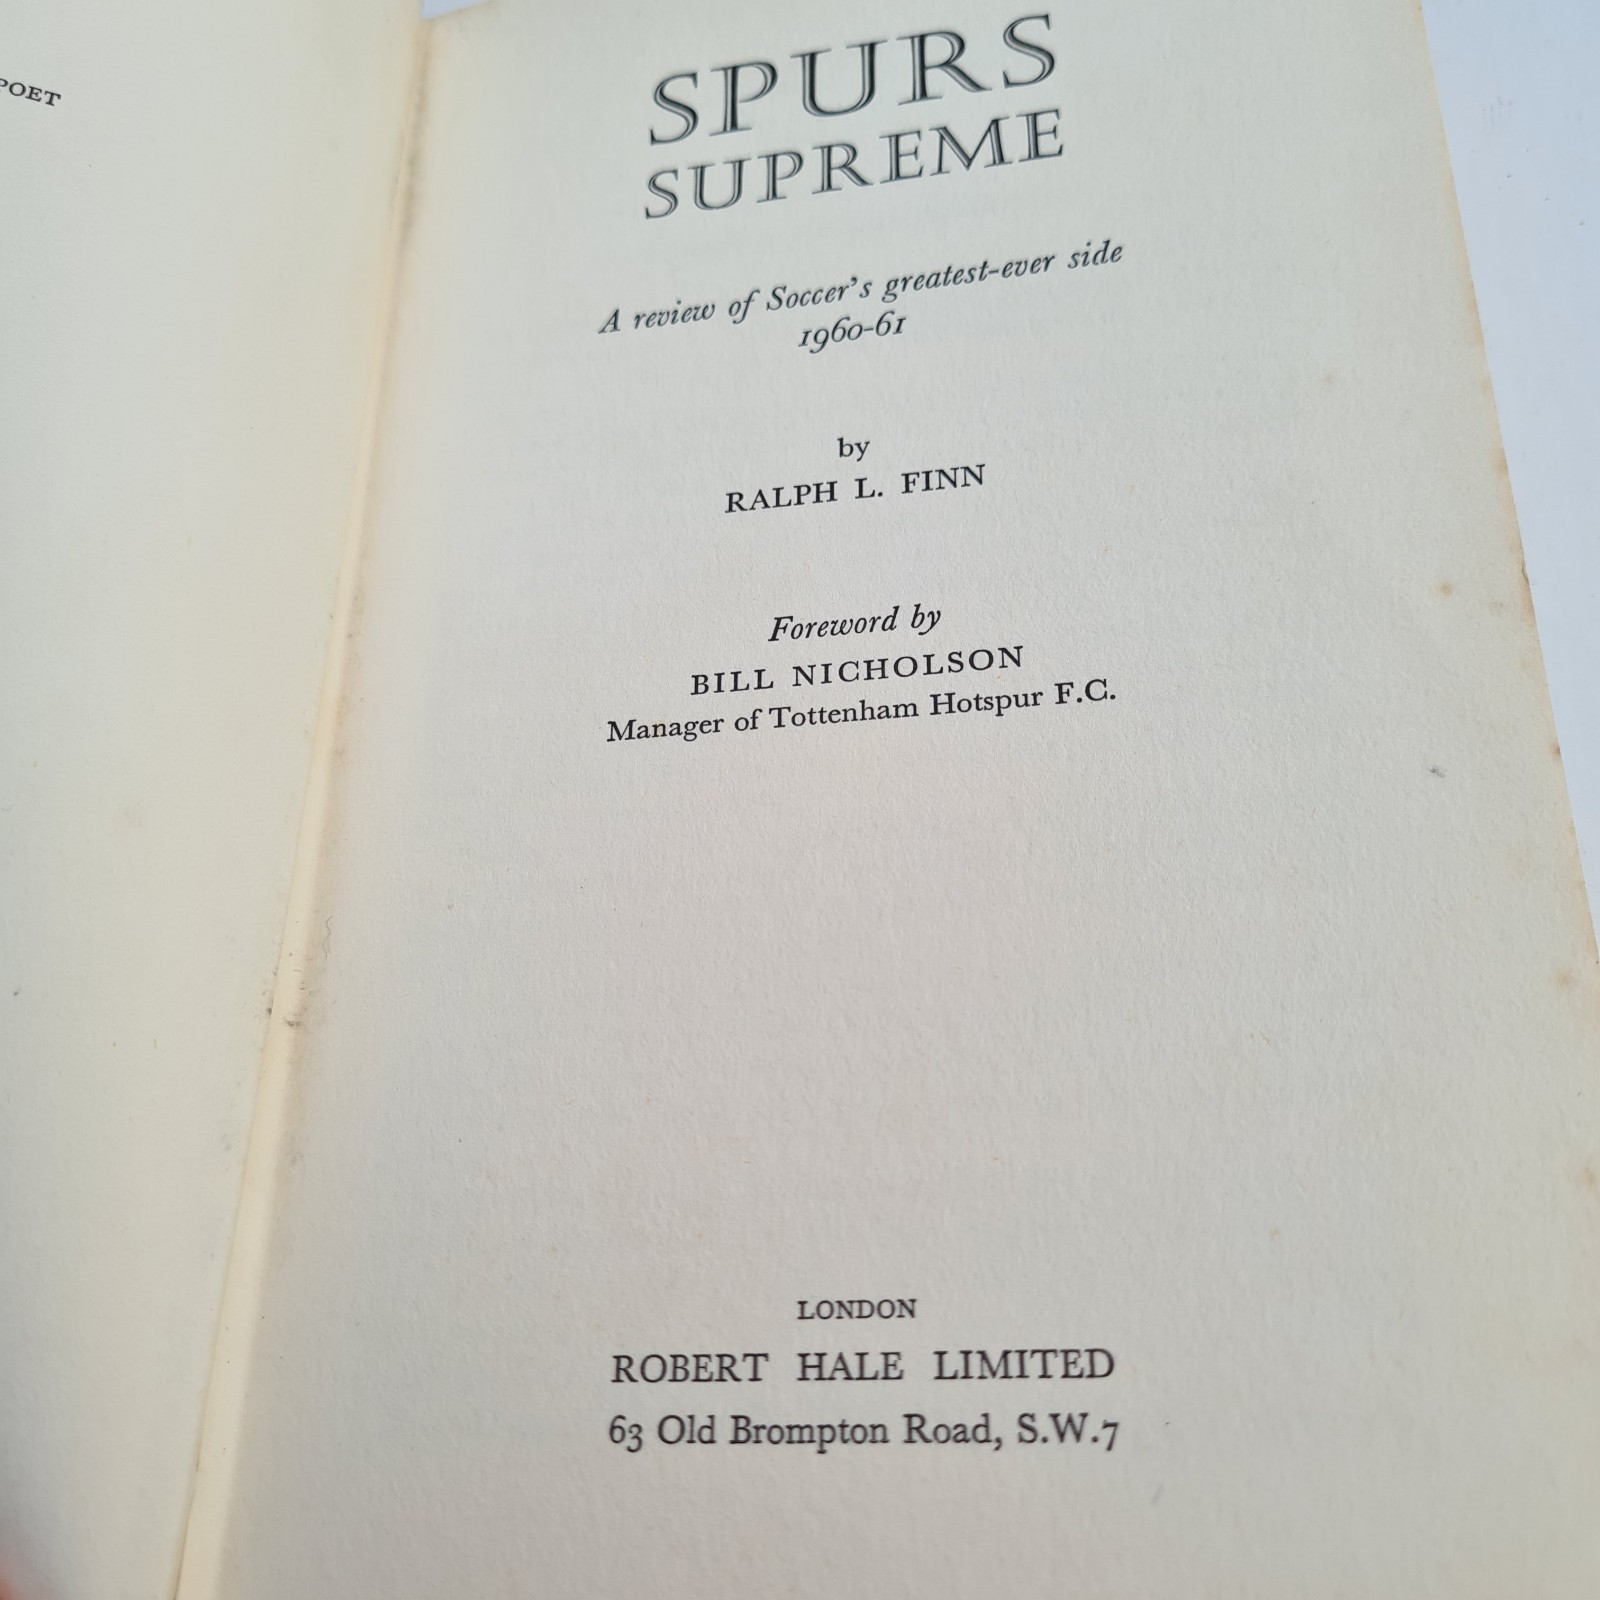 POET
SPURS
SUPREME
A review of Soccer's greatest-ever side
1960-61
by
RALPH L. FINN
Foreword by
BILL NICHOLSON
Manager of Tottenham Hotspur F.C.
LONDON
ROBERT HALE LIMITED
63 Old Brompton Road, S.W.7